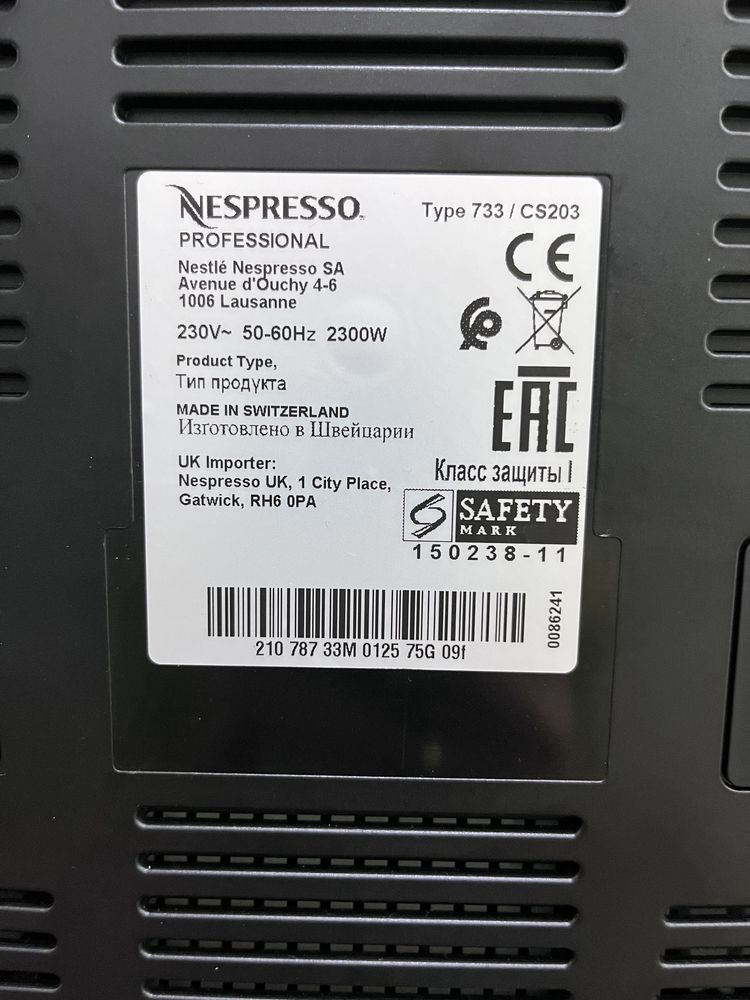 NESPRESSO.
Type 733 / CS203
PROFESSIONAL
Nestlé Nespresso SA
Avenue d'Ouchy 4-6
1006 Lausanne
CE
230V~ 50-60Hz 2300W
Product Type,
Тип продукта
MADE IN SWITZERLAND
Изготовлено в Швейцарии
EAC
UK Importer:
Nespresso UK, 1 City Place,
Gatwick, RH6 0PA
Класс защиты I
SAFETY
MARK
150238-11
210 787 33M 0125 75G 09f
0086241